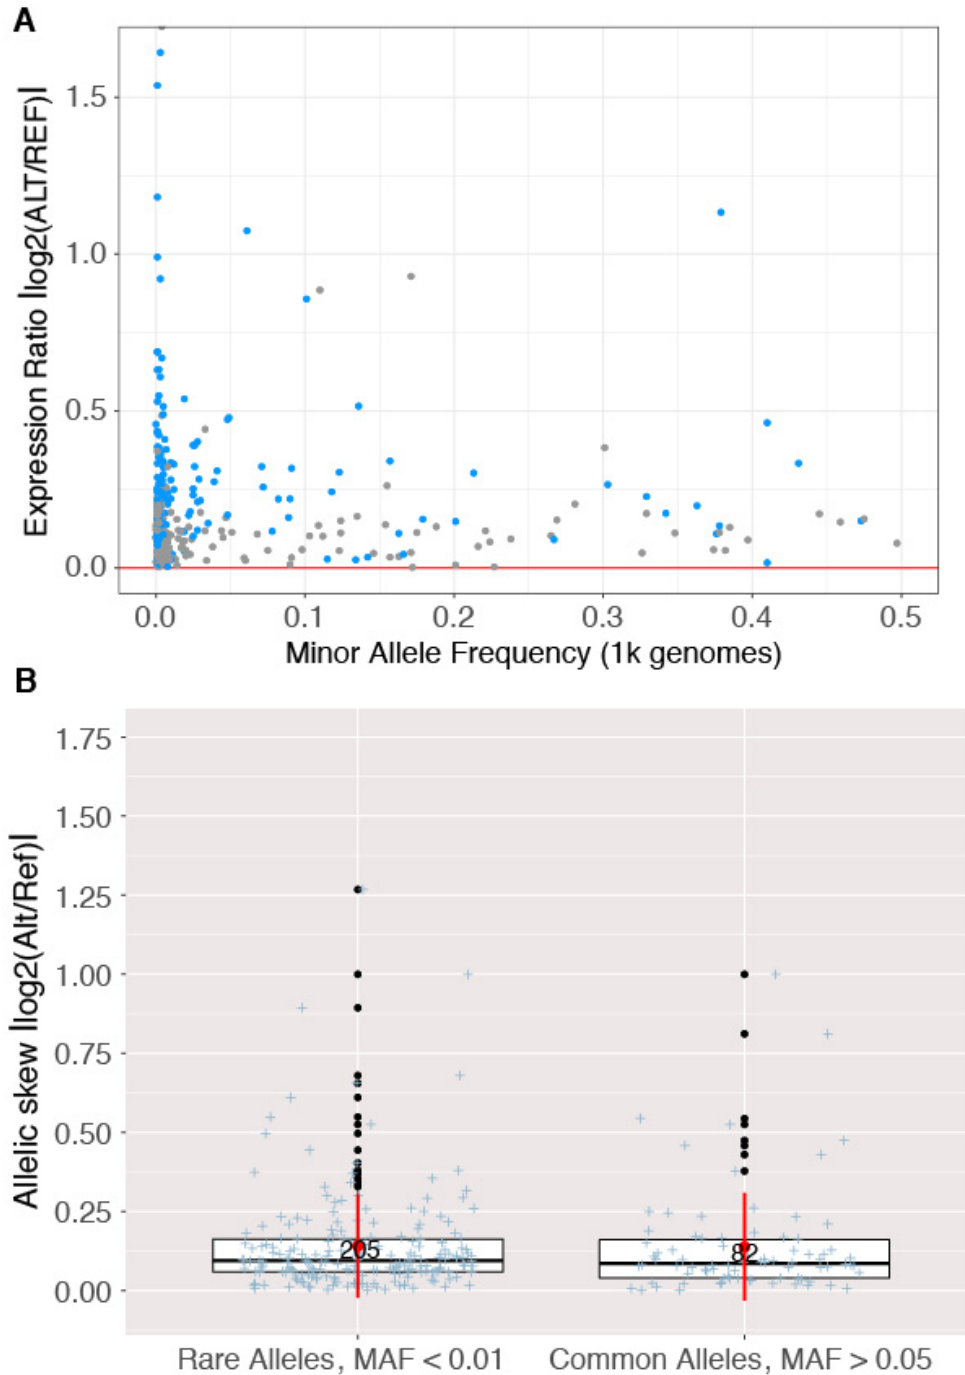 A
Expression Ratio |log2(ALT/REF)|
1.5
1.0
0.5
0.0
0.0 0.1 0.2 0.3 0.4 0.5
Minor Allele Frequency (1k genomes)
B
Allelic skew |log2(Alt/Ref)|
1.75
1.50
1.25
1.00
0.75
0.50
0.25
0.00
205 82
Rare Alleles, MAF < 0.01 Common Alleles, MAF > 0.05